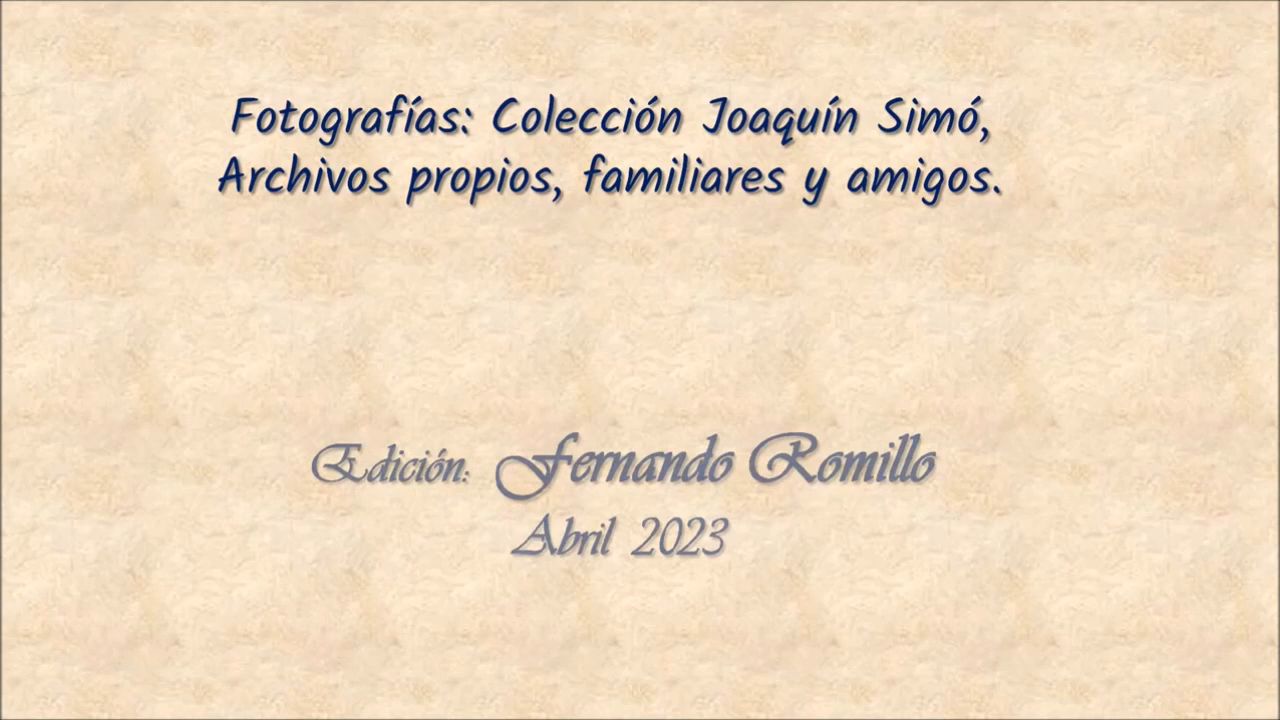 Fotografías: Colección Joaquín Simó,
Archivos propios, familiares y amigos.
Edición: Fernando Romillo
Abril 2023